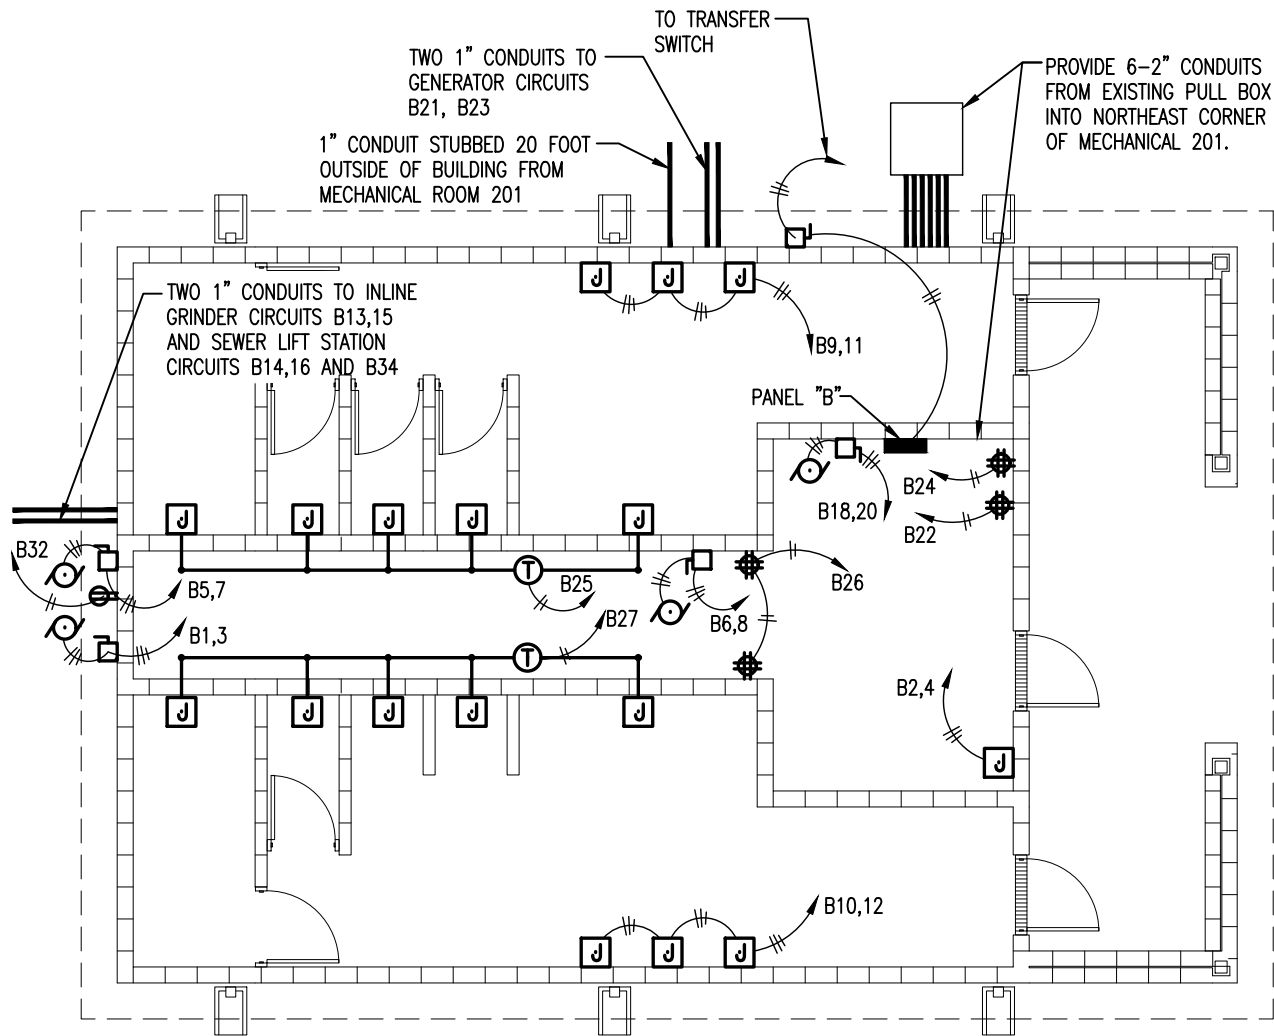 TO TRANSFER
SWITCH
TWO 1" CONDUITS TO
GENERATOR CIRCUITS
B21, B23
PROVIDE 6-2" CONDUITS
FROM EXISTING PULL BOX
INTO NORTHEAST CORNER
OF MECHANICAL 201.
1" CONDUIT STUBBED 20 FOOT
OUTSIDE OF BUILDING FROM
MECHANICAL ROOM 201
TWO 1" CONDUITS TO INLINE
GRINDER CIRCUITS B13,15
AND SEWER LIFT STATION
CIRCUITS B14,16 AND B34
J
J
J
B9,11
PANEL "B"
B24
B18,20
B22
J
J
J
J
J
B32
B5,7
T
B25
B26
B27
B6,8
B1,3
T
B2,4
J
J
J
J
J
J
B10,12
J
J
J